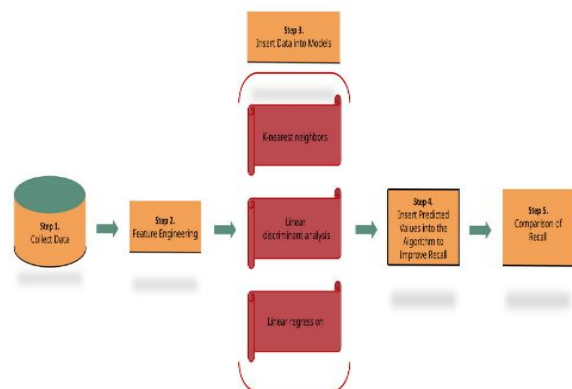 Step 3.
Insert Data into Models
K-nearest neighbors
Step 1.
Collect Data
Step 2.
Feature Engineering
Linear
discriminant analysis
Step 4.
Insert Predicted
Values into the
Algorithm to
Improve Recall
Step 5.
Comparison of
Recall
Linear regression